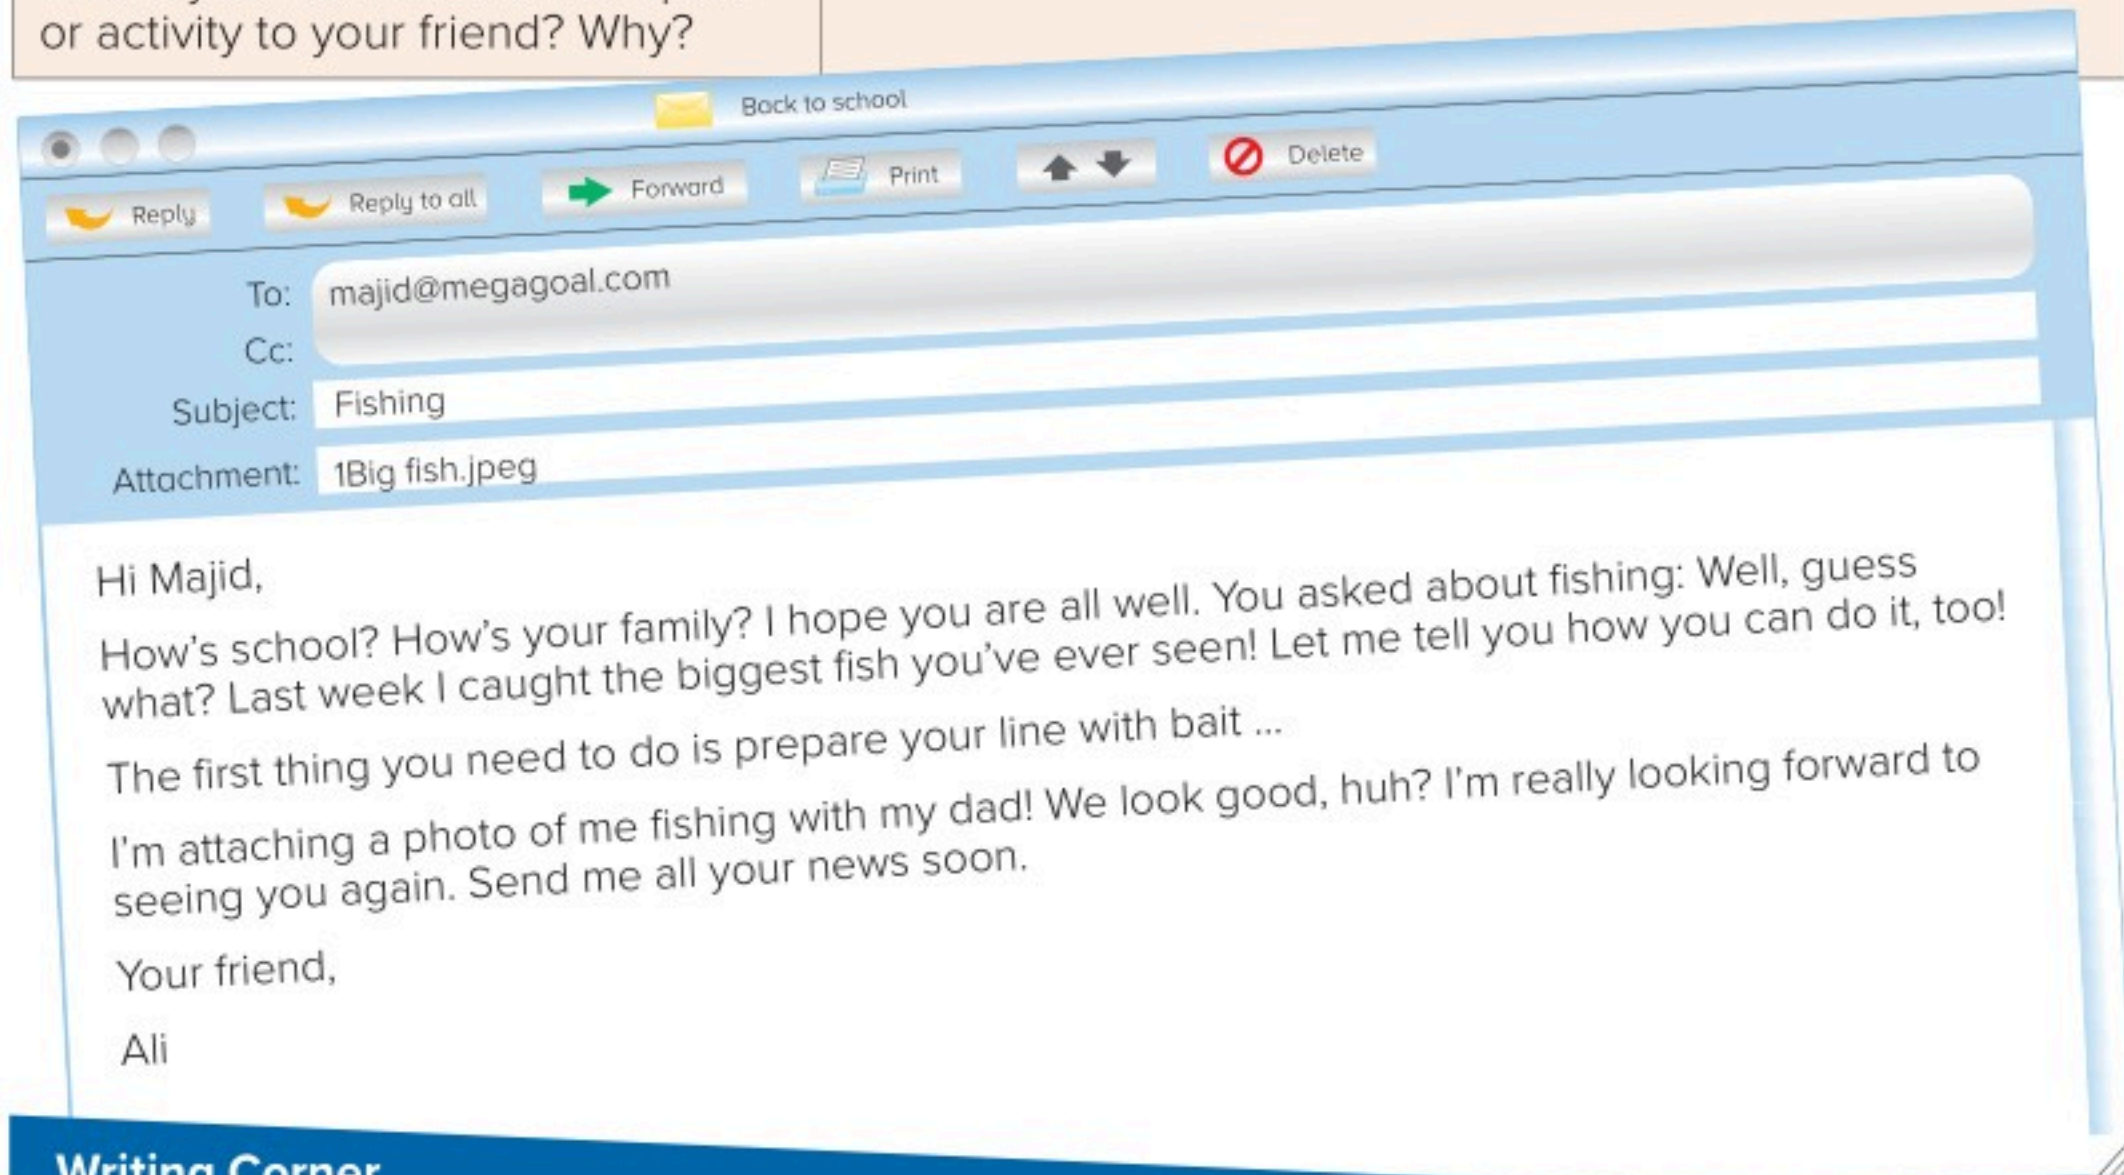 or activity to your friend? Why?
Back to school
Reply
Reply to all
Forward
Print
Delete
To: majid@megagoal.com
Cc:
Subject: Fishing
Attachment: 1Big fish.jpeg
Hi Majid,
How's school? How's your family? I hope you are all well. You asked about fishing: Well, guess
what? Last week I caught the biggest fish you've ever seen! Let me tell you how you can do it, too!
The first thing you need to do is prepare your line with bait ...
I'm attaching a photo of me fishing with my dad! We look good, huh? I'm really looking forward to
seeing you again. Send me all your news soon.
Your friend,
Ali
Writing Corner